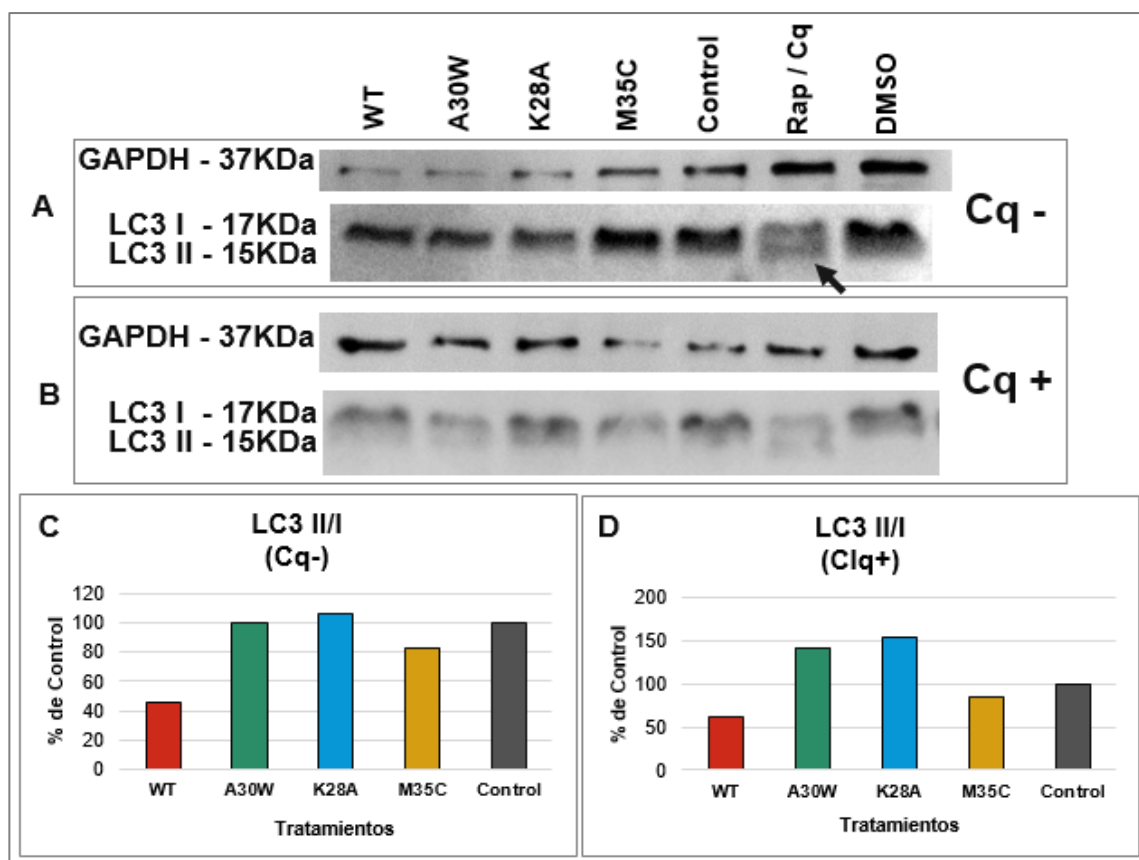 WT A30W K28A M35C Control Rap / Cq DMSO
A
GAPDH - 37KDa
LC3 I - 17KDa
LC3 II - 15KDa
Cq -
B
GAPDH - 37KDa
LC3 I - 17KDa
LC3 II - 15KDa
Cq +
C
LC3 II/I
(Cq-)
% de Control
120
100
80
60
40
20
0
WT A30W K28A M35C Control
Tratamientos
D
LC3 II/I
(Clq+)
% de Control
200
150
100
50
0
WT A30W K28A M35C Control
Tratamientos